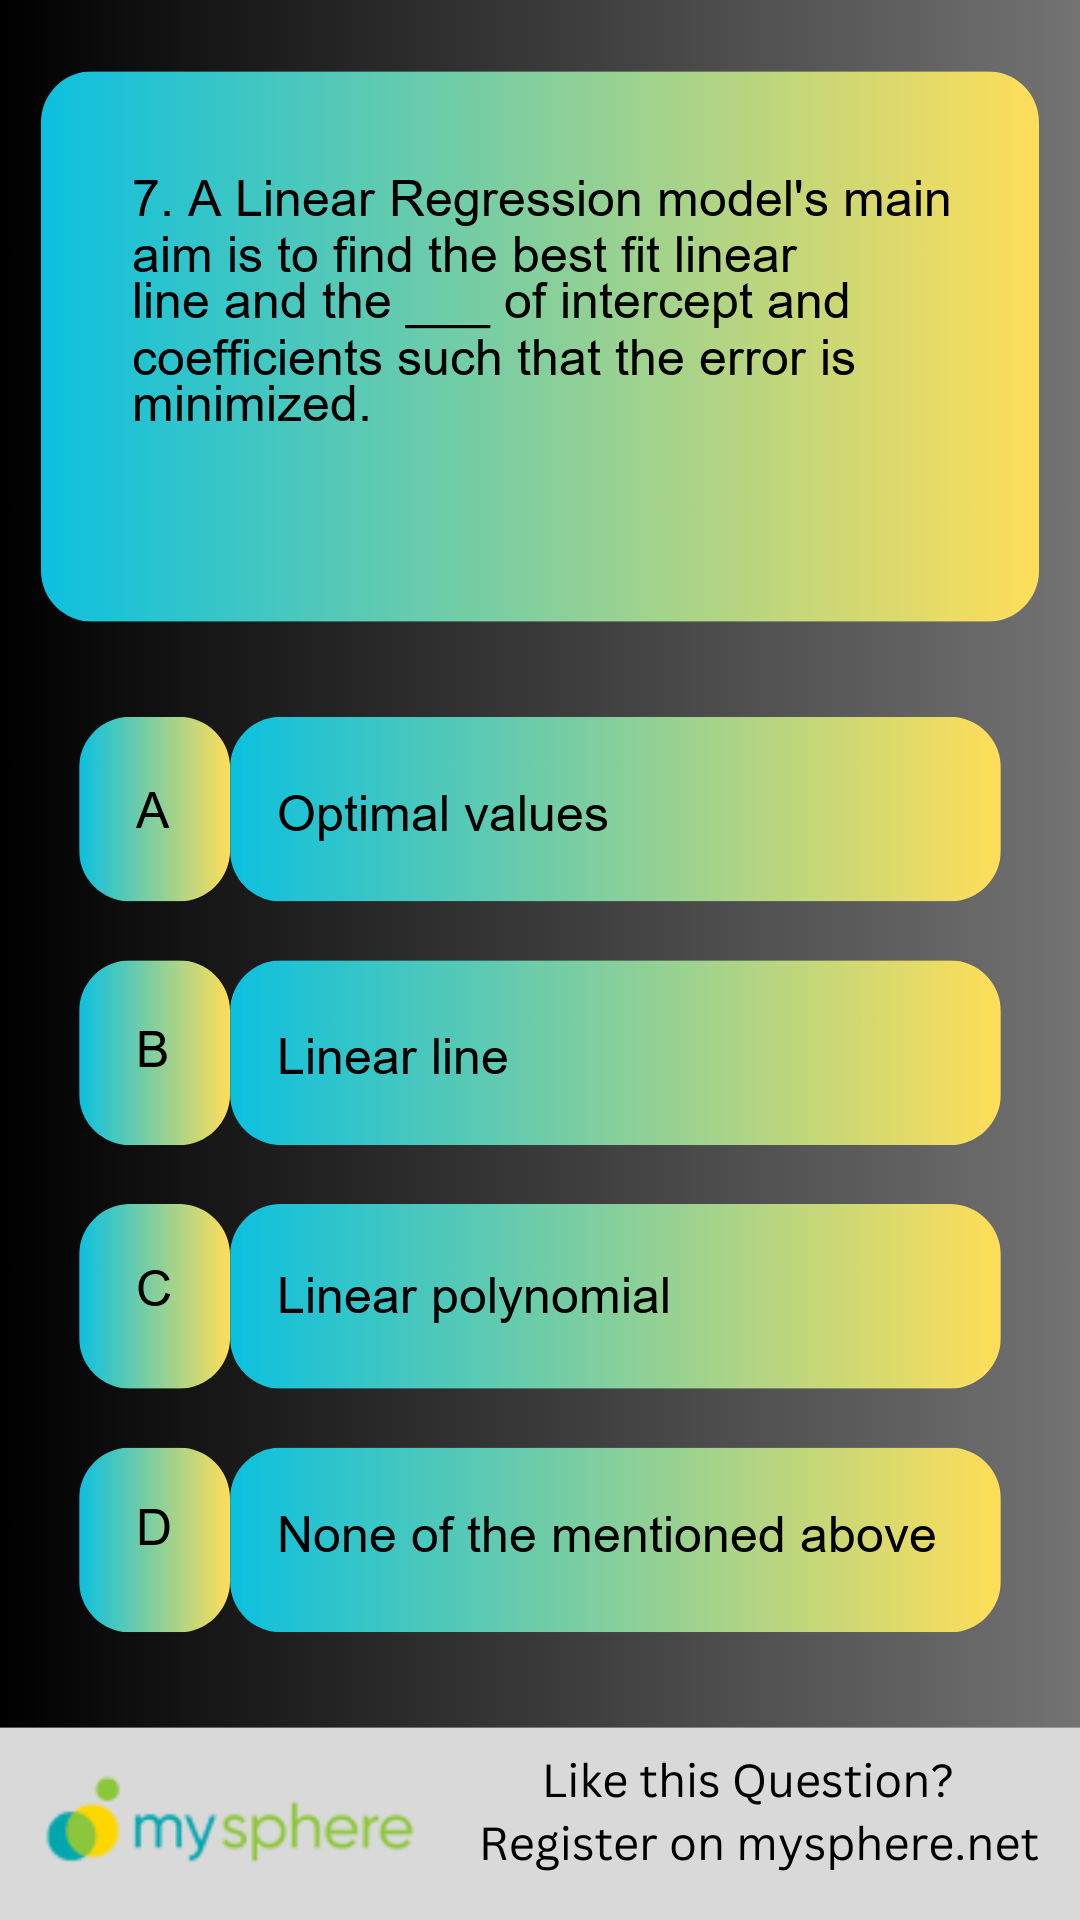 7. A Linear Regression model's main
aim is to find the best fit linear
line and the ___ of intercept and
coefficients such that the error is
minimized.
A
Optimal values
B
Linear line
C
Linear polynomial
D
None of the mentioned above
mysphere
Like this Question?
Register on mysphere.net